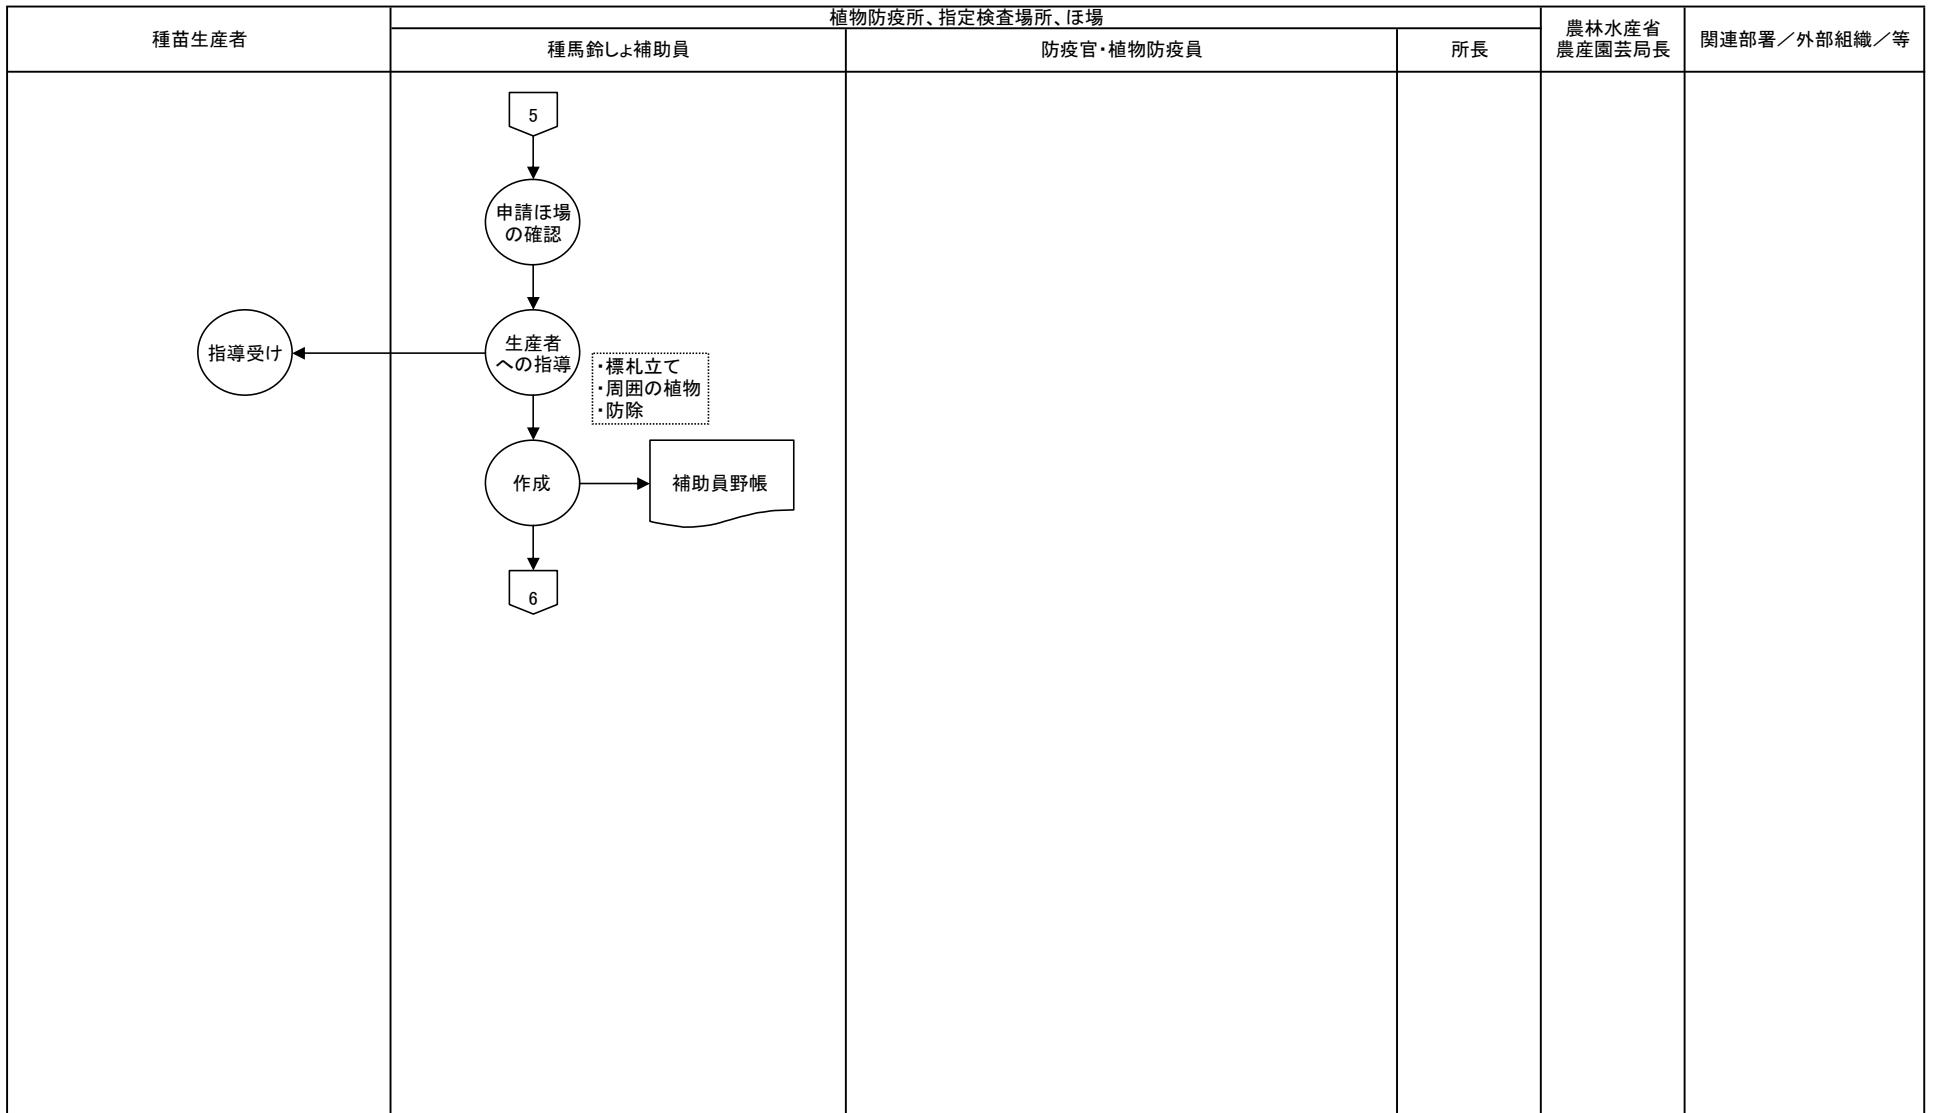 植物防疫所、指定検査場所、ほ場
種苗生産者
種馬鈴しょ補助員
防疫官・植物防疫員
所長
農林水産省
農産園芸局長
関連部署／外部組織／等
5
申請ほ場
の確認
指導受け
生産者
への指導
・標札立て
・周囲の植物
・防除
作成
補助員野帳
6